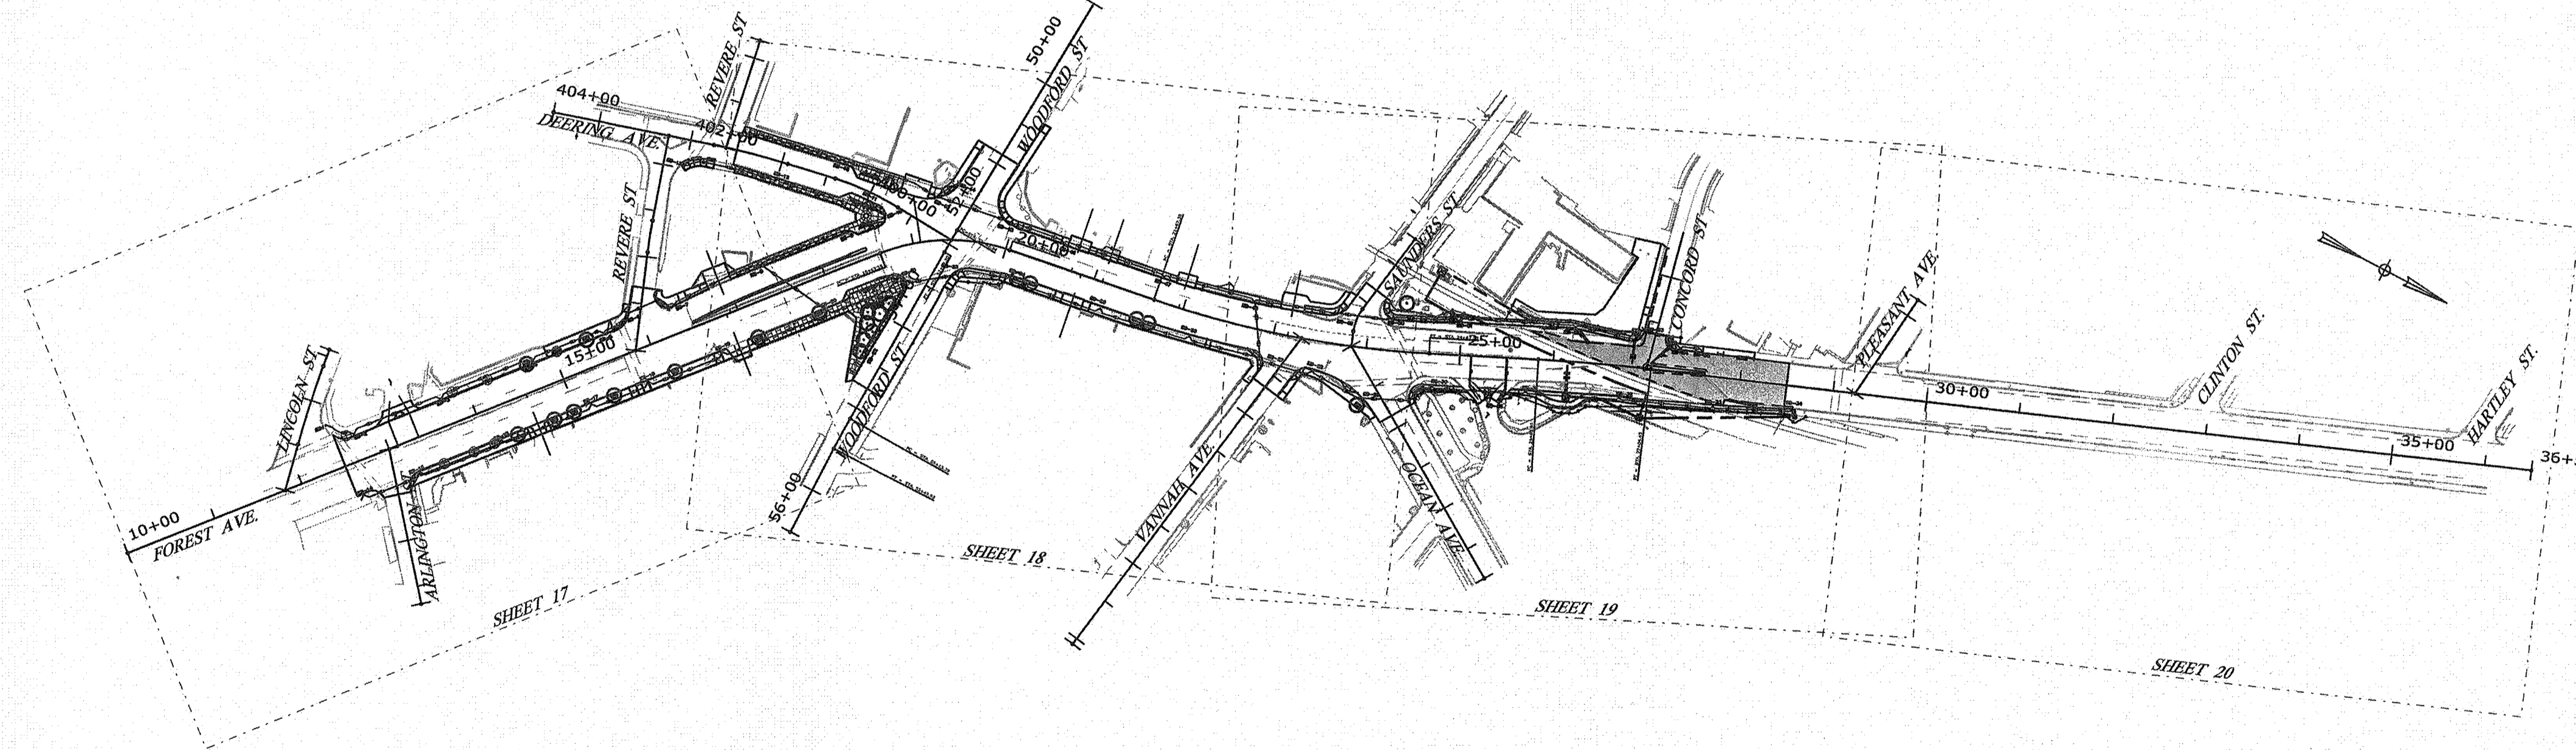 REVERE ST
50+00
WOODFORD ST
404+00
DEERING AVE.
402+00
400+00
52+00
REVERE ST
20+00
SAUNDERS ST
CONCORD ST
PLEASANT AVE.
15+00
25+00
LINCOLN ST
WOODFORD ST
30+00
CLINTON ST.
HARTLEY ST.
35+00
36+
10+00
FOREST AVE.
ARLINGTON ST
56+00
VANNAH AVE.
OCEAN AVE.
SHEET 17
SHEET 18
SHEET 19
SHEET 20